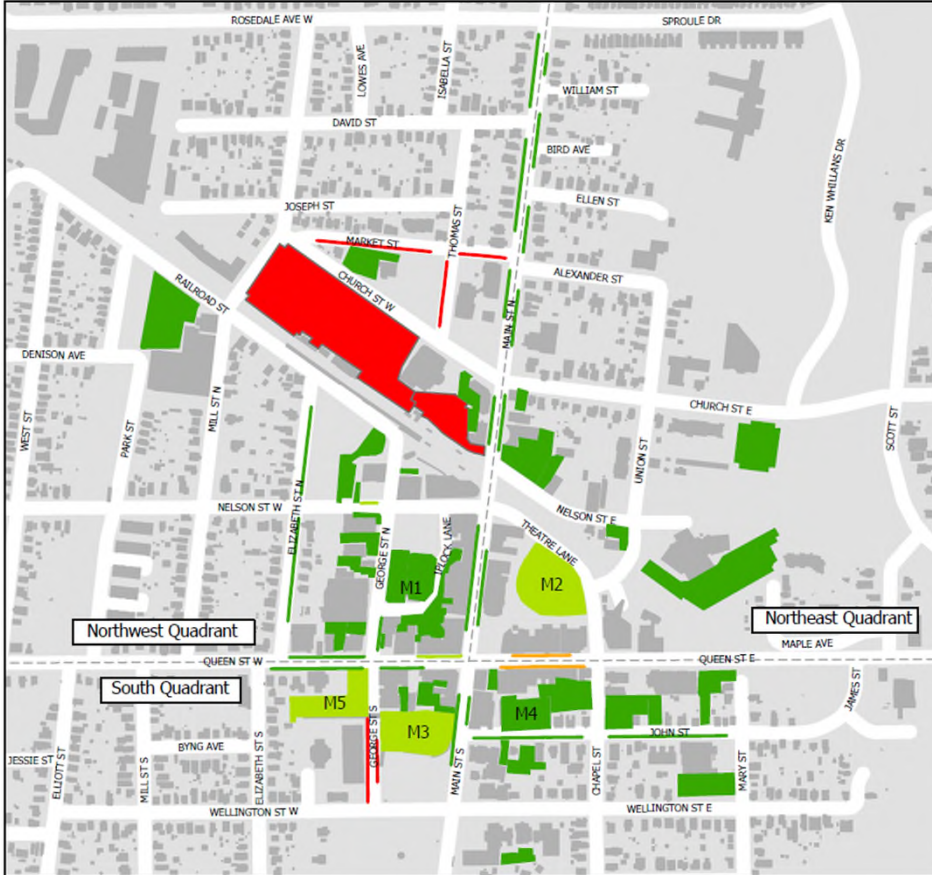 ROSEDALE AVE W
SPROULE DR
LOWES AVE
ISABELLA ST
WILLIAM ST
DAVID ST
BIRD AVE
KEN WHILLANS DR
ELLEN ST
JOSEPH ST
THOMAS ST
MARKET ST
ALEXANDER ST
CHURCH ST W
RAILROAD ST
MAIN ST N
DENISON AVE
MILL ST N
CHURCH ST E
WEST ST
PARK ST
SCOTT ST
UNION ST
ELIZABETH ST N
NELSON ST W
NELSON ST E
THEATRE LANE
GEORGE ST N
LOCK LANE
M1
M2
Northwest Quadrant
Northeast Quadrant
MAPLE AVE
QUEEN ST W
QUEEN ST E
South Quadrant
M5
M4
M3
JAMES ST
JOHN ST
GEORGE ST S
BYNG AVE
JESSIE ST
ELLIOTT ST
MILL ST S
ELIZABETH ST S
MAIN ST S
CHAPEL ST
MARY ST
WELLINGTON ST W
WELLINGTON ST E